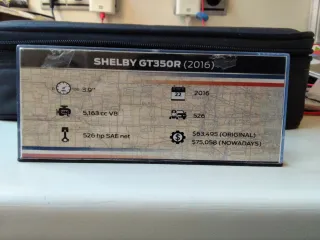 SHELBY GT350R (2016)
3.9"
2016
5,163 cc V8
526
526 hp SAE net
$63,495 (ORIGINAL)
$75,098 (NOWADAYS)